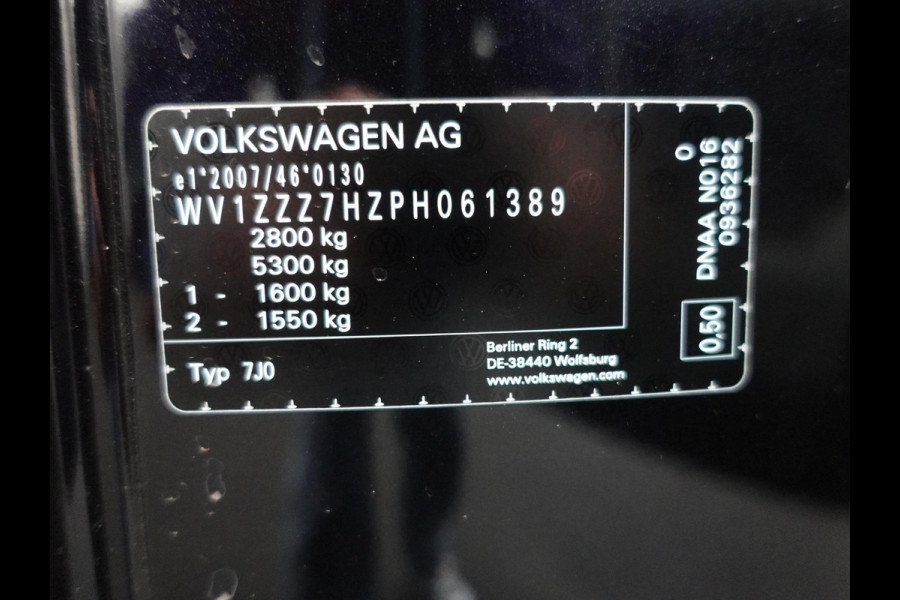 VOLKSWAGEN AG
e1*2007/46*0130
WV1ZZZ7HZPH061389
2800 kg
5300 kg
1 - 1600 kg
2 - 1550 kg
Typ 7J0
Berliner Ring 2
DE-38440 Wolfsburg
www.volkswagen.com
0
DNAA N016
0936282
0,50